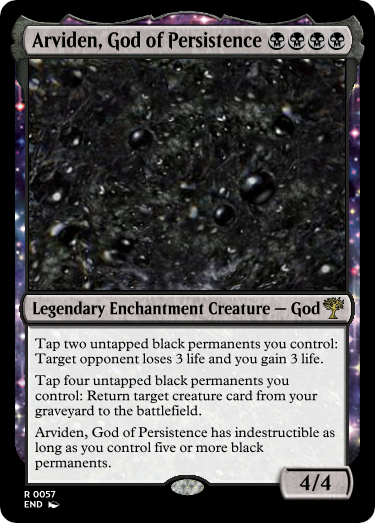 Arviden, God of Persistence
Legendary Enchantment Creature — God
Tap two untapped black permanents you control:
Target opponent loses 3 life and you gain 3 life.
Tap four untapped black permanents you
control: Return target creature card from your
graveyard to the battlefield.
Arviden, God of Persistence has indestructible as
long as you control five or more black
permanents.
4/4
R 0057
END